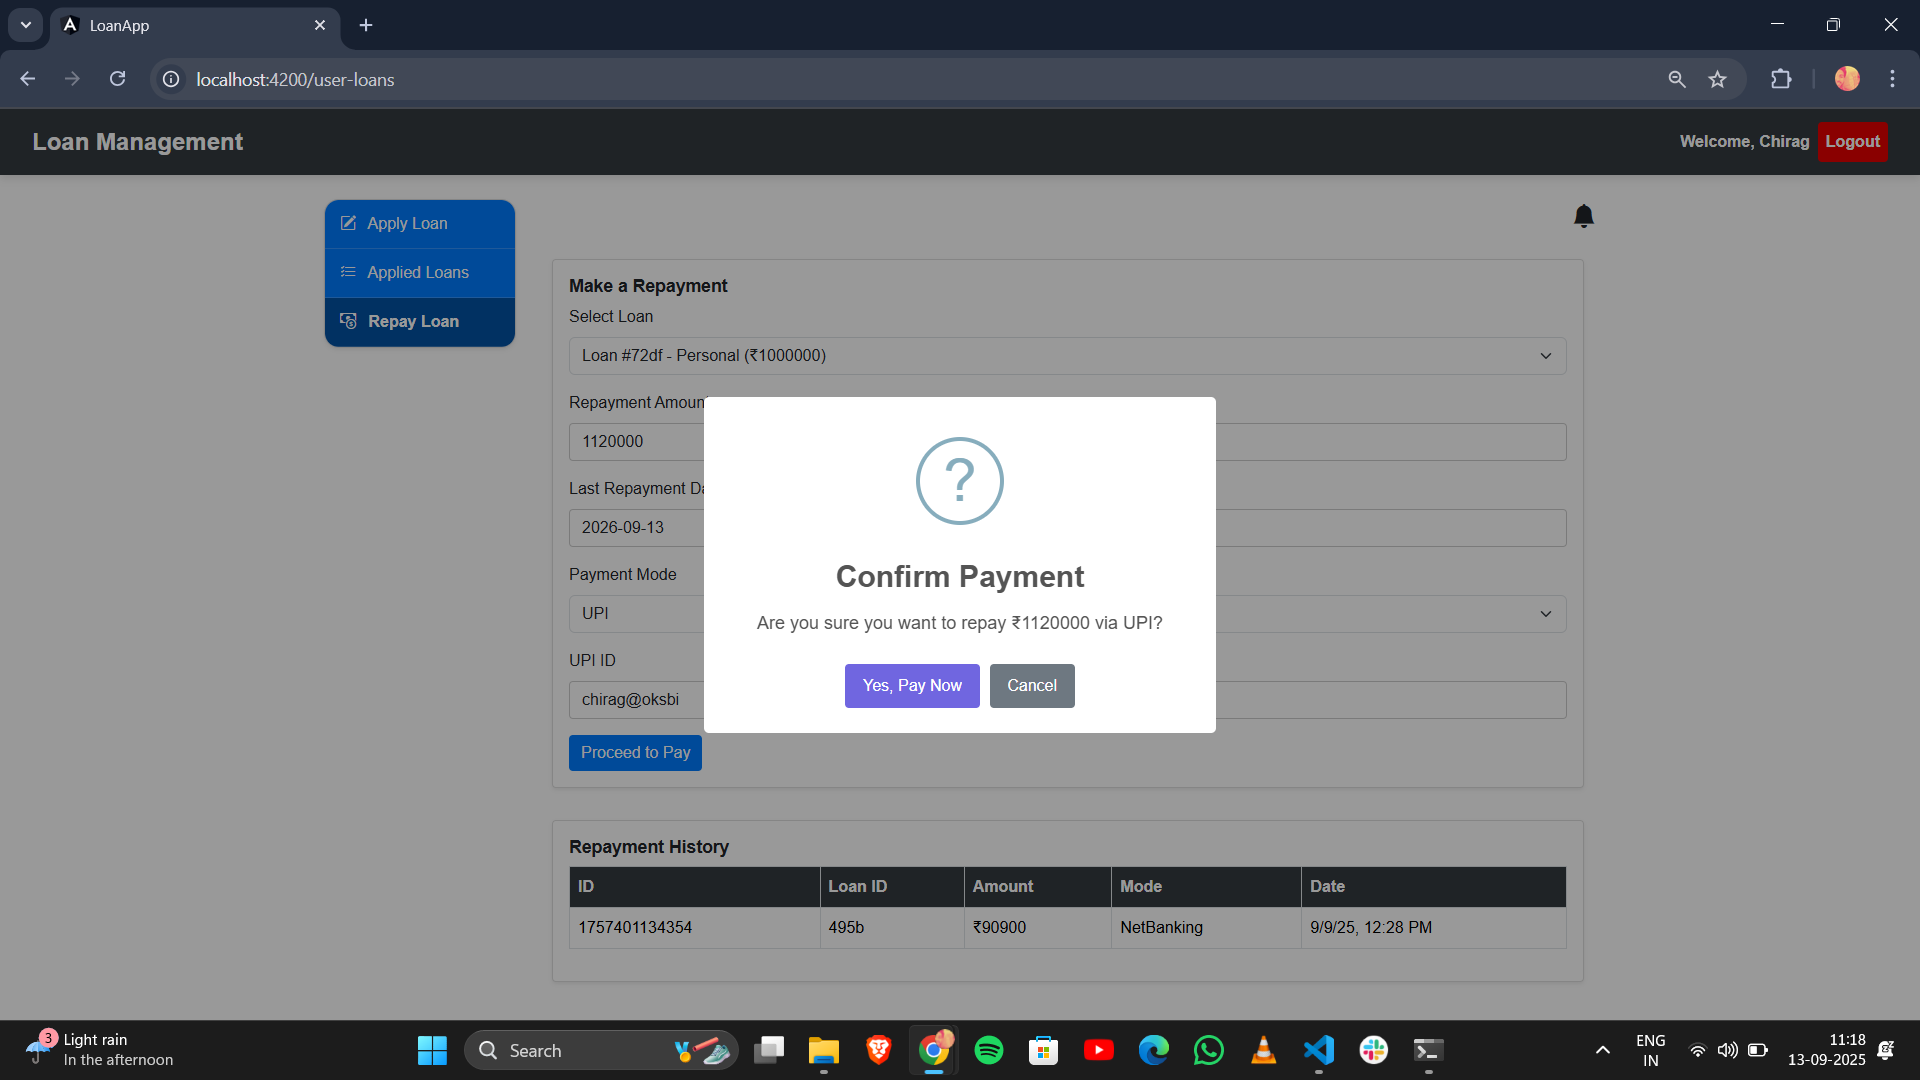 LoanApp
localhost:4200/user-loans
Loan Management
Welcome, Chirag
Logout
Apply Loan
Applied Loans
Repay Loan
Make a Repayment
Select Loan
Loan #72df - Personal (₹1000000)
Repayment Amoun
1120000
Last Repayment Da
2026-09-13
Payment Mode
UPI
UPI ID
chirag@oksbi
Proceed to Pay
?
Confirm Payment
Are you sure you want to repay ₹1120000 via UPI?
Yes, Pay Now
Cancel
Repayment History
ID Loan ID Amount Mode Date
1757401134354 495b ₹90900 NetBanking 9/9/25, 12:28 PM
3
Light rain
In the afternoon
Search
ENG
IN
11:18
13-09-2025